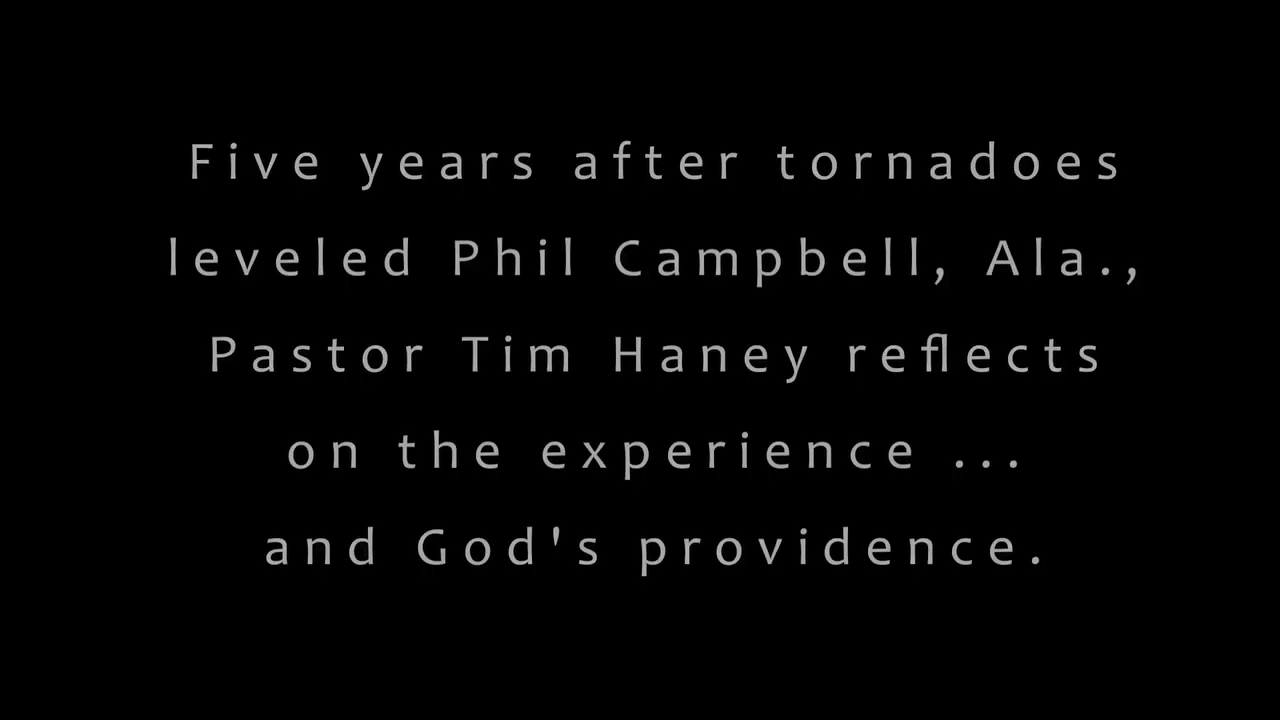 Five years after tornadoes
leveled Phil Campbell, Ala.,
Pastor Tim Haney reflects
on the experience ...
and God's providence.